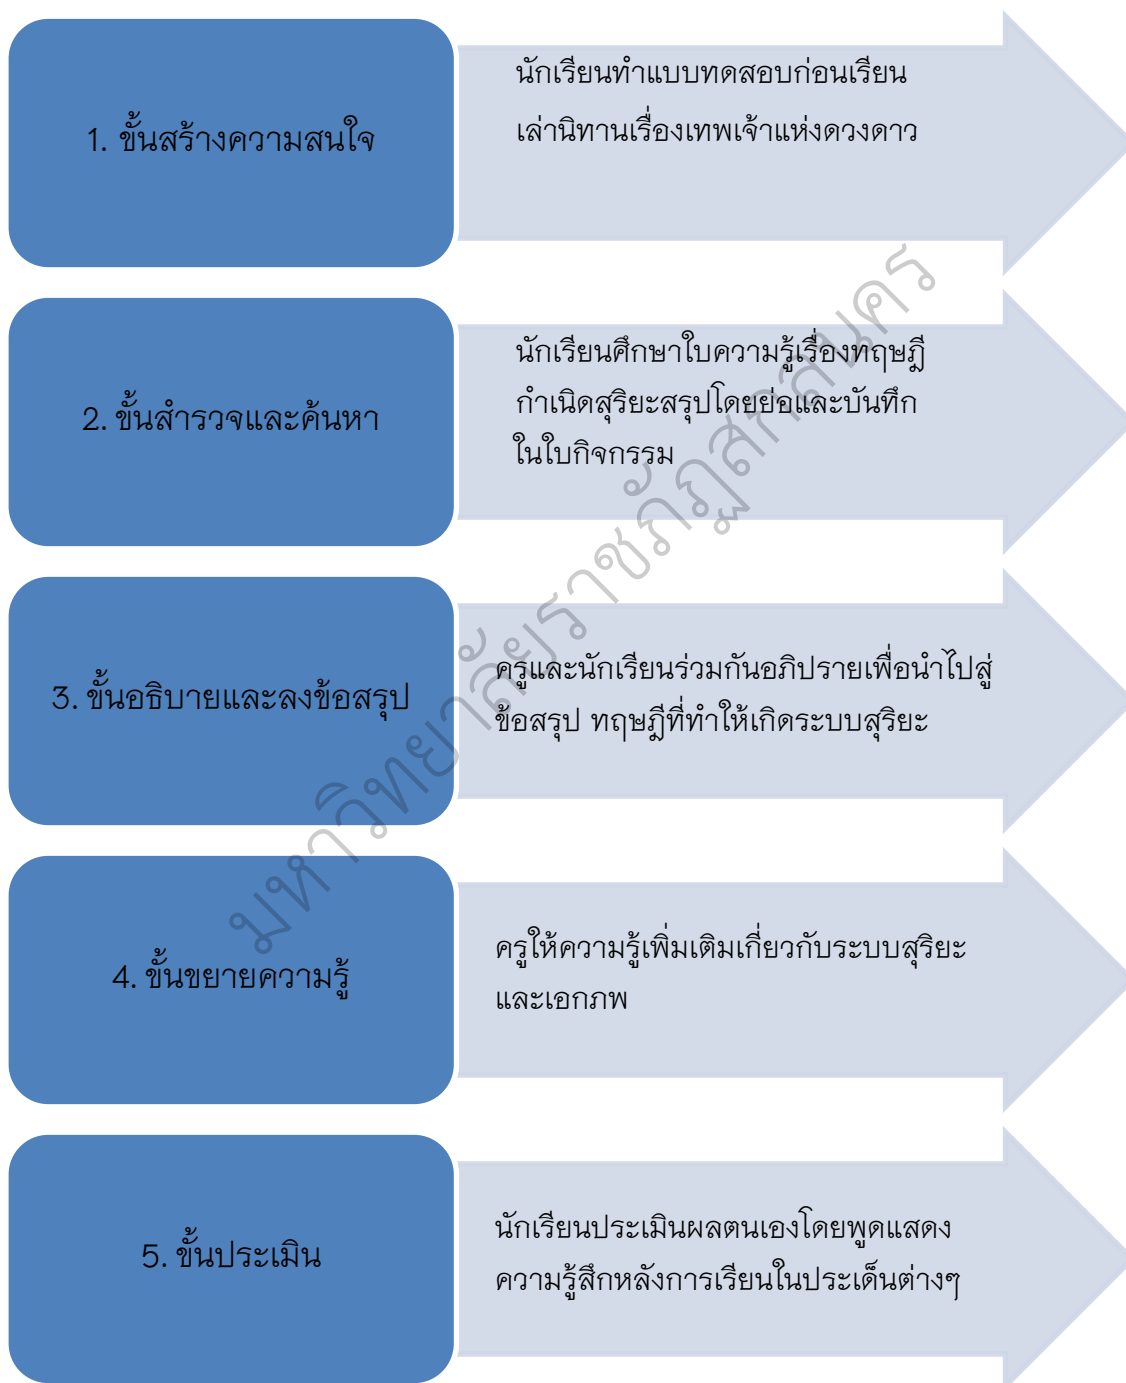 1. ขั้นสร้างความสนใจ
นักเรียนทำแบบทดสอบก่อนเรียน
เล่านิทานเรื่องเทพเจ้าแห่งดวงดาว
2. ขั้นสำรวจและค้นหา
นักเรียนศึกษาใบความรู้เรื่องทฤษฎี
กำเนิดสุริยะสรุปโดยย่อและบันทึก
ในใบกิจกรรม
3. ขั้นอธิบายและลงข้อสรุป
ครูและนักเรียนร่วมกันอภิปรายเพื่อนำไปสู่
ข้อสรุป ทฤษฎีที่ทำให้เกิดระบบสุริยะ
4. ขั้นขยายความรู้
ครูให้ความรู้เพิ่มเติมเกี่ยวกับระบบสุริยะ
และเอกภพ
5. ขั้นประเมิน
นักเรียนประเมินผลตนเองโดยพูดแสดง
ความรู้สึกหลังการเรียนในประเด็นต่างๆ
มหาวิทยาลัยราชภัฏสกลนคร